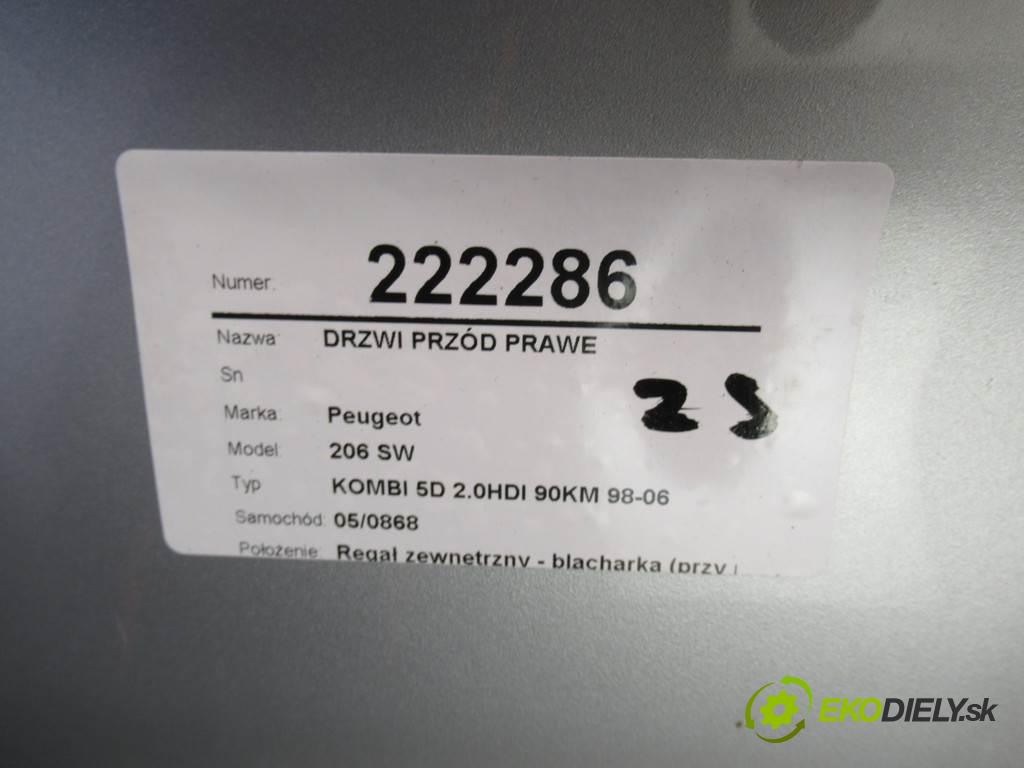 Numer: 222286
Nazwa: DRZWI PRZÓD PRAWE
Sn
Marka: Peugeot
Model: 206 SW
Typ KOMBI 5D 2.0HDI 90KM 98-06
Samochód: 05/0868
Położenie: Regał zewnetrzny - blacharka (przy
EKODIELY.sk